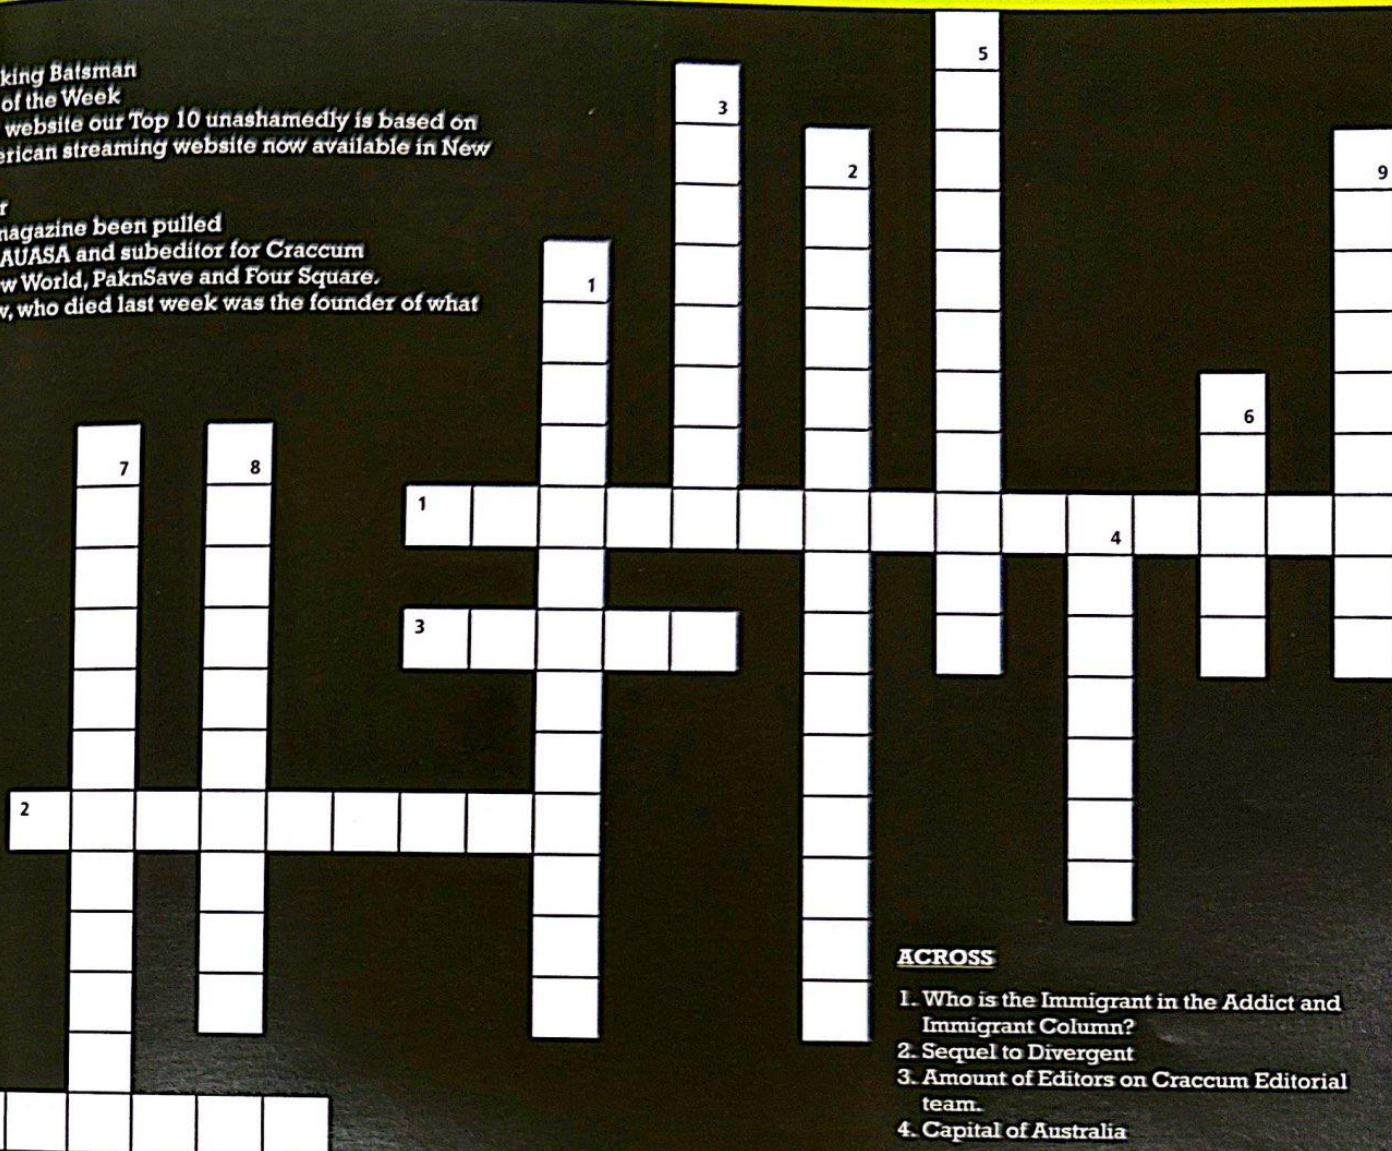 king Batsman
of the Week
website our Top 10 unashamedly is based on
erican streaming website now available in New
r
nagazine been pulled
AUASA and subeditor for Craccum
w World, PaknSave and Four Square.
w, who died last week was the founder of what
5
3
2
9
1
6
7
8
1
4
3
2
ACROSS
1. Who is the Immigrant in the Addict and
Immigrant Column?
2. Sequel to Divergent
3. Amount of Editors on Craccum Editorial
team.
4. Capital of Australia